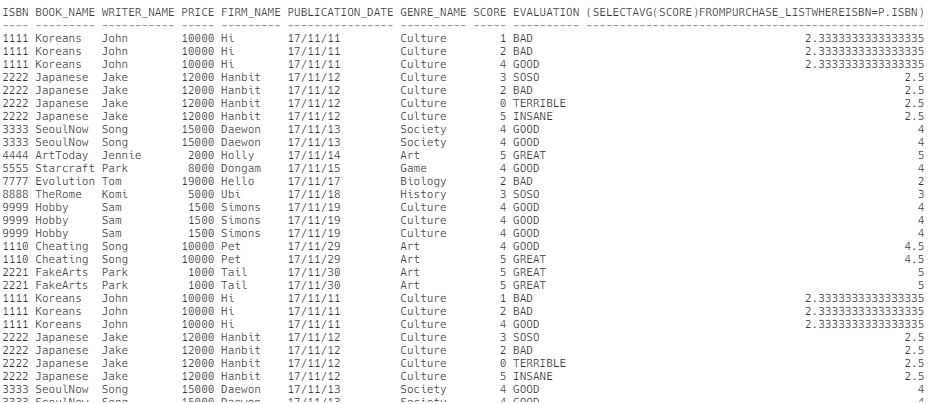 ISBN BOOK_NAME WRITER_NAME PRICE FIRM_NAME PUBLICATION_DATE GENRE_NAME SCORE EVALUATION (SELECTAVG(SCORE)FROMPURCHASE_LISTWHEREISBN=P.ISBN)
---- --------- ----------- ----- --------- ---------------- ---------- ----- ---------- ---------------------------------------------------
1111 Koreans John 10000 Hi 17/11/11 Culture 1 BAD 2.3333333333333335
1111 Koreans John 10000 Hi 17/11/11 Culture 2 BAD 2.3333333333333335
1111 Koreans John 10000 Hi 17/11/11 Culture 4 GOOD 2.3333333333333335
2222 Japanese Jake 12000 Hanbit 17/11/12 Culture 3 SOSO 2.5
2222 Japanese Jake 12000 Hanbit 17/11/12 Culture 2 BAD 2.5
2222 Japanese Jake 12000 Hanbit 17/11/12 Culture 0 TERRIBLE 2.5
2222 Japanese Jake 12000 Hanbit 17/11/12 Culture 5 INSANE 2.5
3333 SeoulNow Song 15000 Daewon 17/11/13 Society 4 GOOD 4
3333 SeoulNow Song 15000 Daewon 17/11/13 Society 4 GOOD 4
4444 ArtToday Jennie 2000 Holly 17/11/14 Art 5 GREAT 5
5555 Starcraft Park 8000 Dongam 17/11/15 Game 4 GOOD 4
7777 Evolution Tom 19000 Hello 17/11/17 Biology 2 BAD 2
8888 TheRome Komi 5000 Ubi 17/11/18 History 3 SOSO 3
9999 Hobby Sam 1500 Simons 17/11/19 Culture 4 GOOD 4
9999 Hobby Sam 1500 Simons 17/11/19 Culture 4 GOOD 4
9999 Hobby Sam 1500 Simons 17/11/19 Culture 4 GOOD 4
1110 Cheating Song 10000 Pet 17/11/29 Art 4 GOOD 4.5
1110 Cheating Song 10000 Pet 17/11/29 Art 5 GREAT 4.5
2221 FakeArts Park 1000 Tail 17/11/30 Art 5 GREAT 5
2221 FakeArts Park 1000 Tail 17/11/30 Art 5 GREAT 5
1111 Koreans John 10000 Hi 17/11/11 Culture 1 BAD 2.3333333333333335
1111 Koreans John 10000 Hi 17/11/11 Culture 2 BAD 2.3333333333333335
1111 Koreans John 10000 Hi 17/11/11 Culture 4 GOOD 2.3333333333333335
2222 Japanese Jake 12000 Hanbit 17/11/12 Culture 3 SOSO 2.5
2222 Japanese Jake 12000 Hanbit 17/11/12 Culture 2 BAD 2.5
2222 Japanese Jake 12000 Hanbit 17/11/12 Culture 0 TERRIBLE 2.5
2222 Japanese Jake 12000 Hanbit 17/11/12 Culture 5 INSANE 2.5
3333 SeoulNow Song 15000 Daewon 17/11/13 Society 4 GOOD 4
3333 SeoulNow Song 15000 Daewon 17/11/13 Society 4 GOOD 4